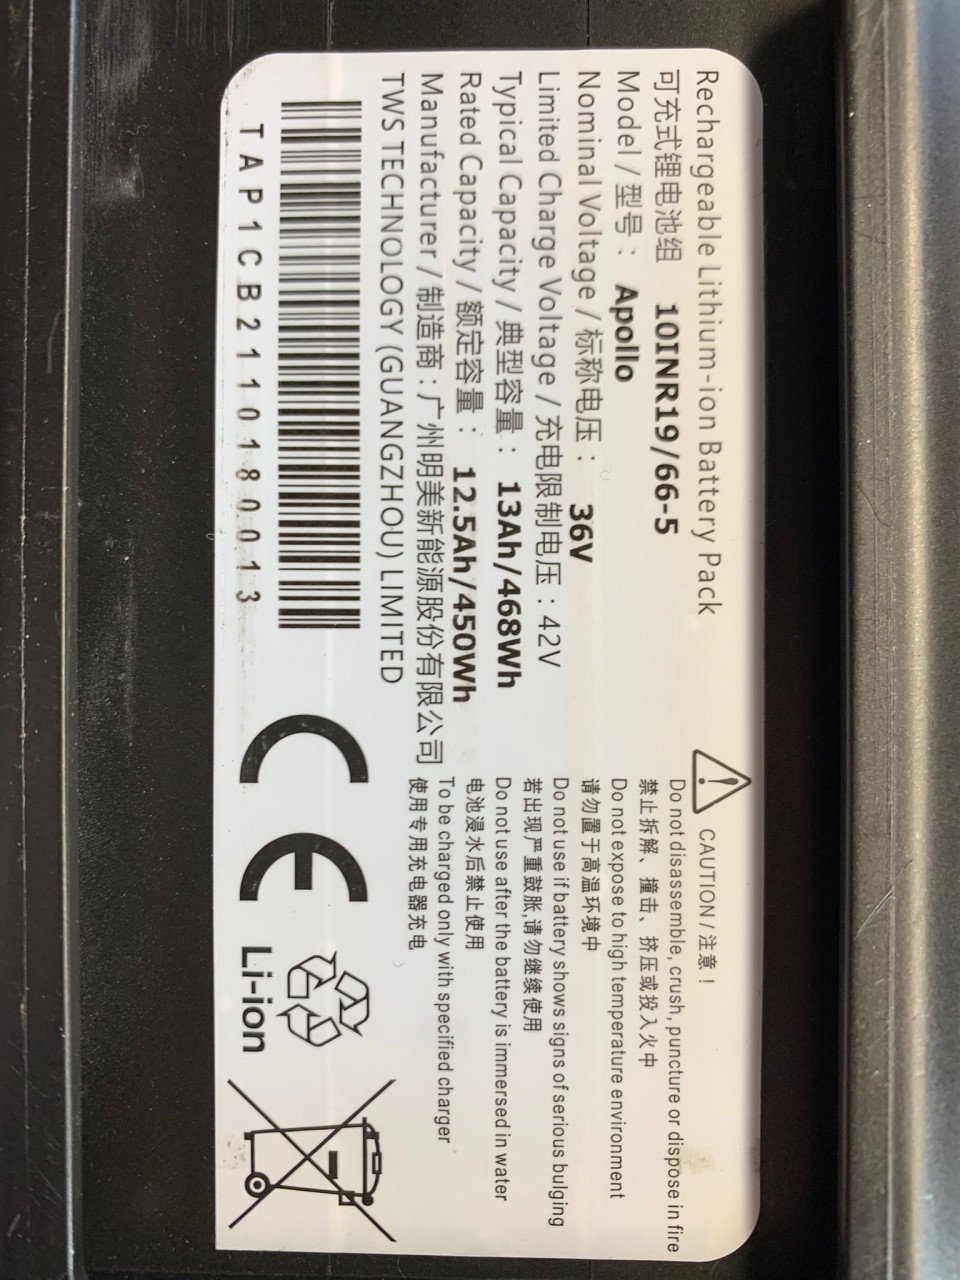 Rechargeable Lithium-ion Battery Pack
可充式锂电池组 10INR19/66-5
Model / 型号： Apollo
Nominal Voltage / 标称电压： 36V
Limited Charge Voltage / 充电限制电压：42V
Typical Capacity / 典型容量： 13Ah/468Wh
Rated Capacity / 额定容量： 12.5Ah/450Wh
Manufacturer / 制造商：广州明美新能源股份有限公司
TWS TECHNOLOGY (GUANGZHOU) LIMITED
TAP1CB2110180013
CAUTION / 注意！
Do not disassemble, crush, puncture or dispose in fire
禁止拆解、撞击、挤压或投入火中
Do not expose to high temperature environment
请勿置于高温环境中
Do not use if battery shows signs of serious bulging
若出现严重鼓胀,请勿继续使用
Do not use after the battery is immersed in water
电池浸水后禁止使用
To be charged only with specified charger
使用专用充电器充电
CE
Li-ion